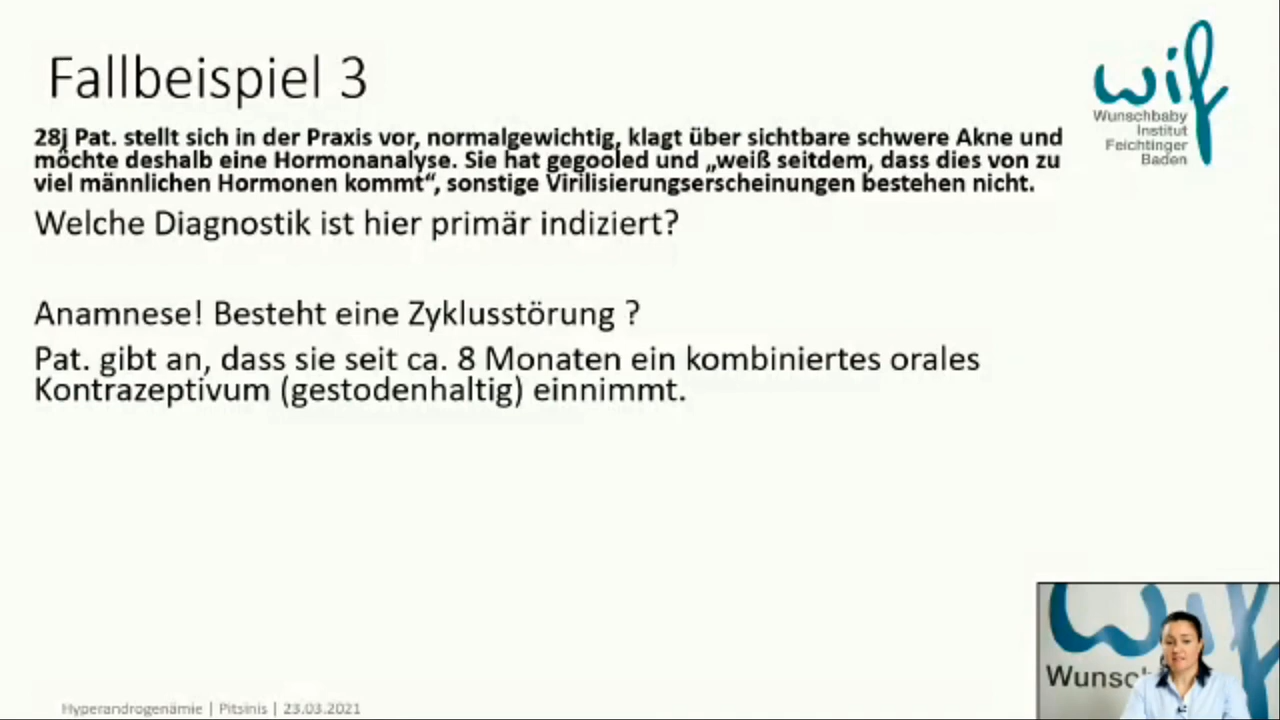 Fallbeispiel 3
wif
Wunschbaby
Institut
Feichtinger
Baden
28j Pat. stellt sich in der Praxis vor, normalgewichtig, klagt über sichtbare schwere Akne und
möchte deshalb eine Hormonanalyse. Sie hat gegooled und „weiß seitdem, dass dies von zu
viel männlichen Hormonen kommt“, sonstige Virilisierungserscheinungen bestehen nicht.
Welche Diagnostik ist hier primär indiziert?
Anamnese! Besteht eine Zyklusstörung ?
Pat. gibt an, dass sie seit ca. 8 Monaten ein kombiniertes orales
Kontrazeptivum (gestodenhaltig) einnimmt.
wif
Wunsch
Hyperandrogenämie | Pitsinis | 23.03.2021